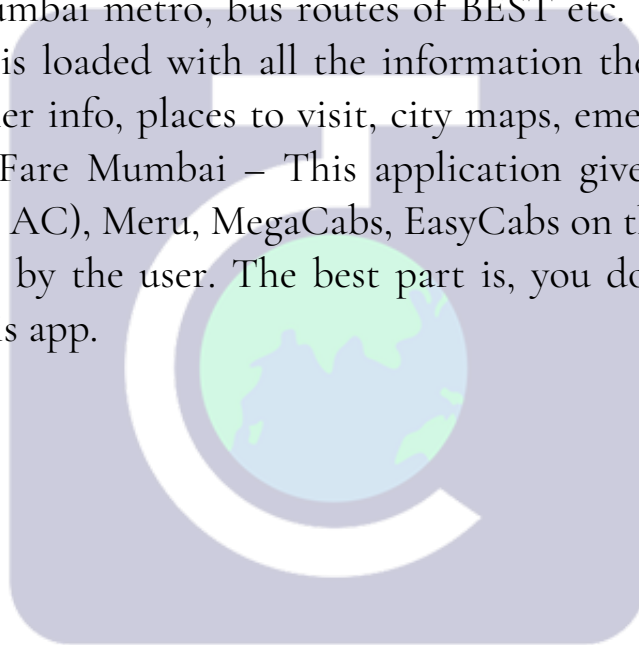 umbai metro, bus routes of BEST etc.
is loaded with all the information the
er info, places to visit, city maps, eme
Fare Mumbai – This application give
AC), Meru, MegaCabs, EasyCabs on t
by the user. The best part is, you do
s app.